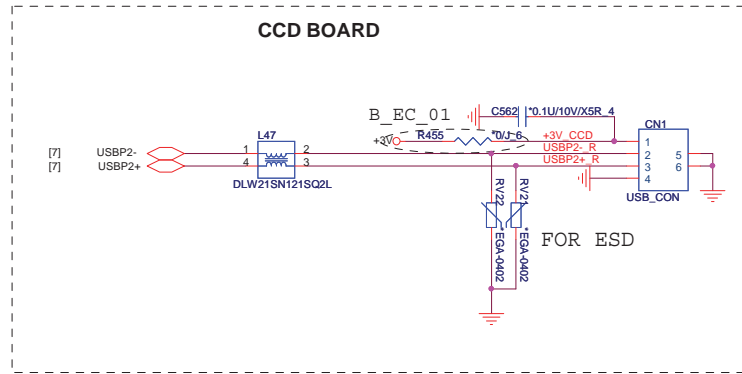 CCD BOARD
B_EC_01
C562 *0.1U/10V/X5R_4
CN1
L47
+3V R455 *0/J_6 +3V_CCD 1
[7] USBP2- 1 2 USBP2-_R 2 5
[7] USBP2+ 4 3 USBP2+_R 3 6
4
DLW21SN121SQ2L
USB_CON
RV22 RV21
*EGA-0402 *EGA-0402
FOR ESD